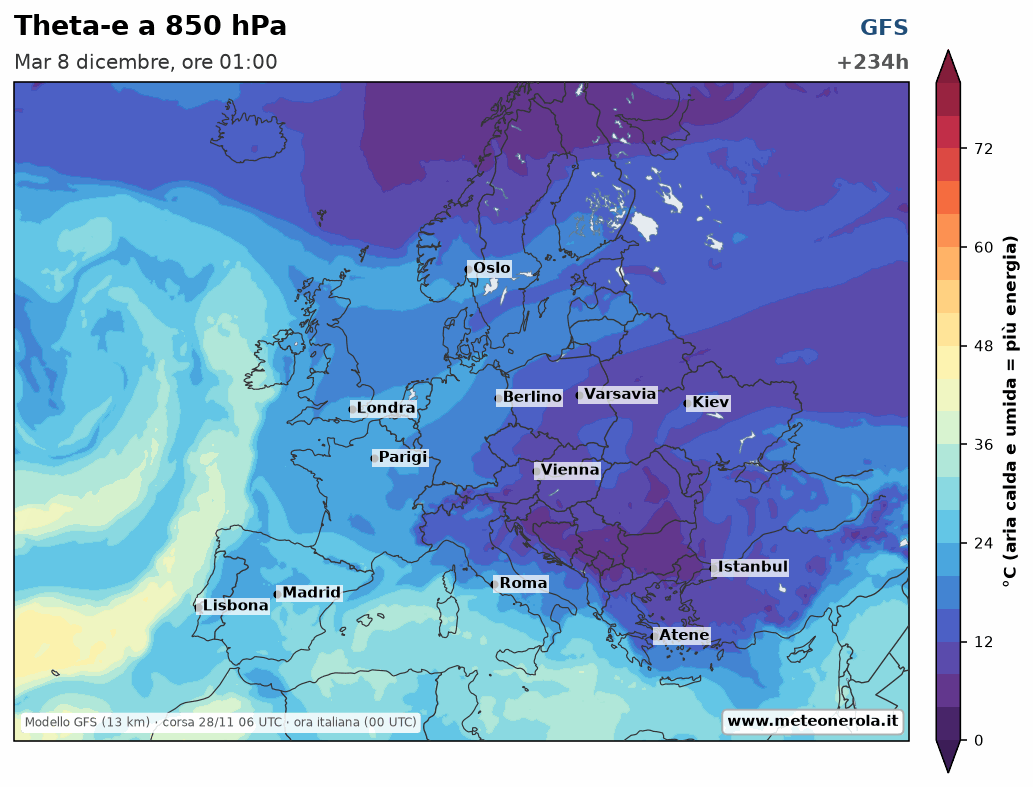 Theta-e a 850 hPa
GFS
Mar 8 dicembre, ore 01:00
+234h
72
60
48
36
24
12
0
°C (aria calda e umida = più energia)
Oslo
Londra
Berlino
Varsavia
Kiev
Parigi
Vienna
Istanbul
Roma
Madrid
Lisbona
Atene
Modello GFS (13 km) · corsa 28/11 06 UTC · ora italiana (00 UTC)
www.meteonerola.it